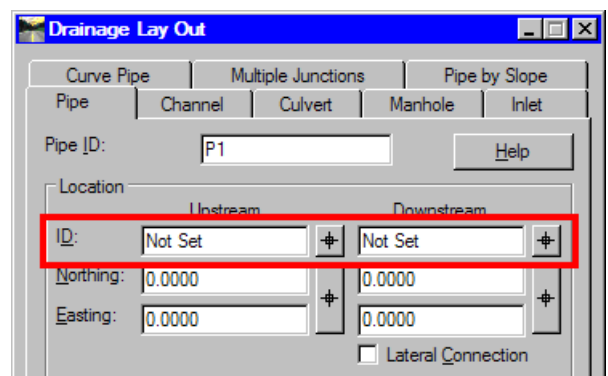 Drainage Lay Out
Curve Pipe Multiple Junctions Pipe by Slope
Pipe Channel Culvert Manhole Inlet
Pipe ID: P1 Help
Location
Upstream Downstream
ID: Not Set Not Set
Northing: 0.0000 0.0000
Easting: 0.0000 0.0000
Lateral Connection